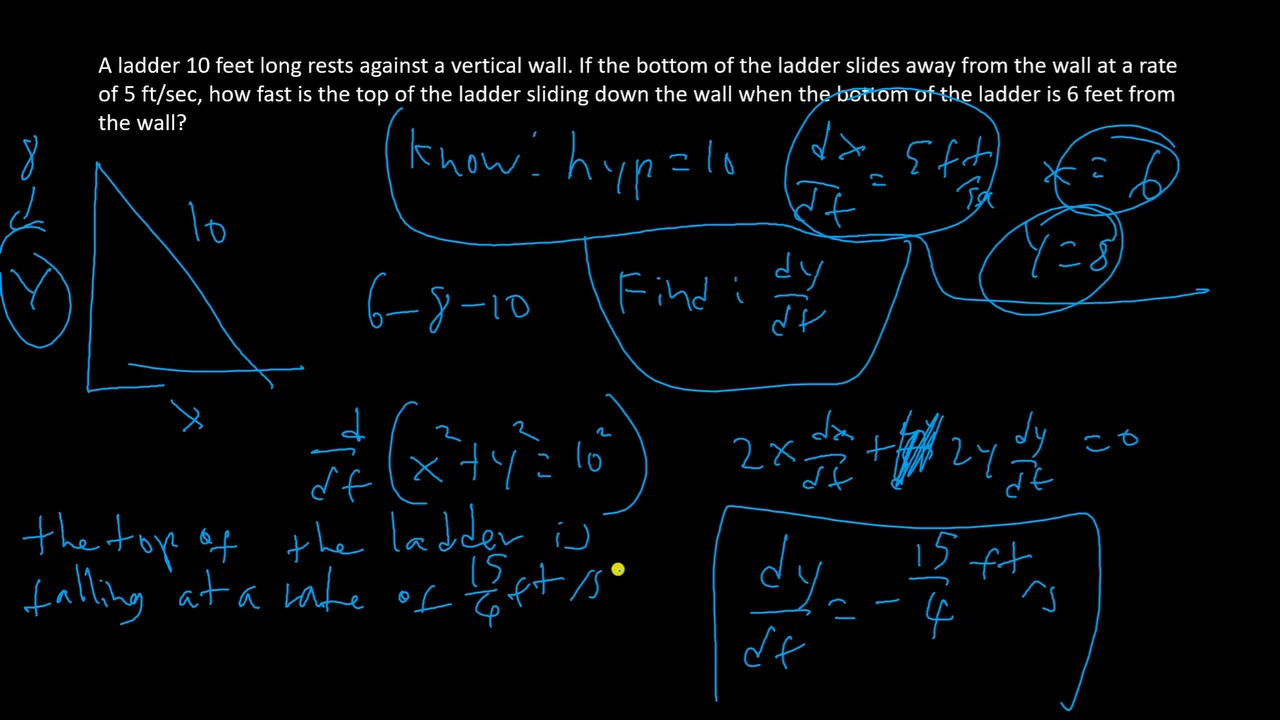 A ladder 10 feet long rests against a vertical wall. If the bottom of the ladder slides away from the wall at a rate
of 5 ft/sec, how fast is the top of the ladder sliding down the wall when the bottom of the ladder is 6 feet from
the wall?
know: hyp = 10 dx/dt = 5 ft/sec x = 6
y = 8
8
Y
10
x
6-8-10
Find: dy/dt
d/dt (x² + y² = 10²)
2x dx/dt + 2y dy/dt = 0
the top of the ladder is
falling at a rate of 15/4 ft/s
dy/dt = - 15/4 ft/s